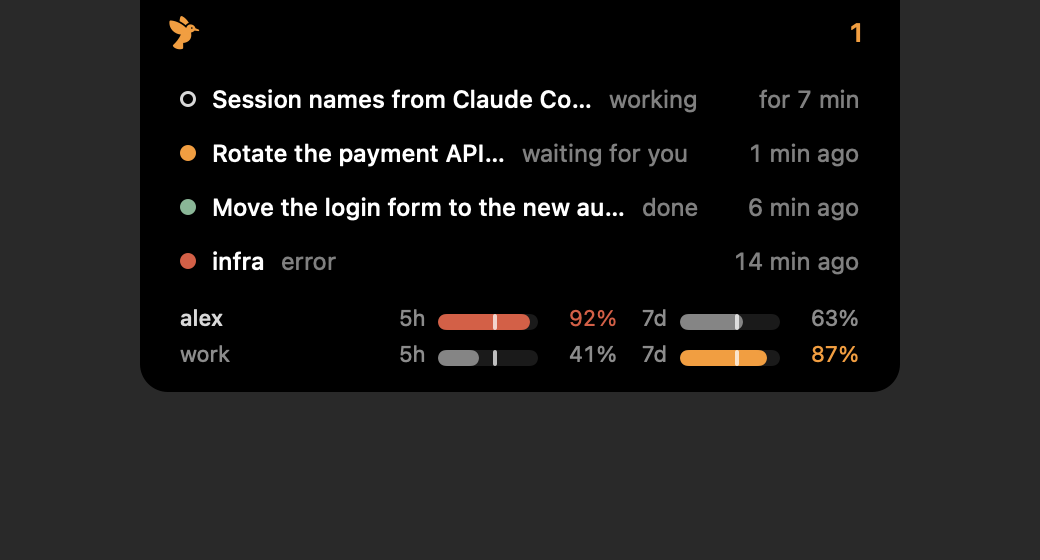 1
Session names from Claude Co... working for 7 min
Rotate the payment API... waiting for you 1 min ago
Move the login form to the new au... done 6 min ago
infra error 14 min ago
alex 5h 92% 7d 63%
work 5h 41% 7d 87%